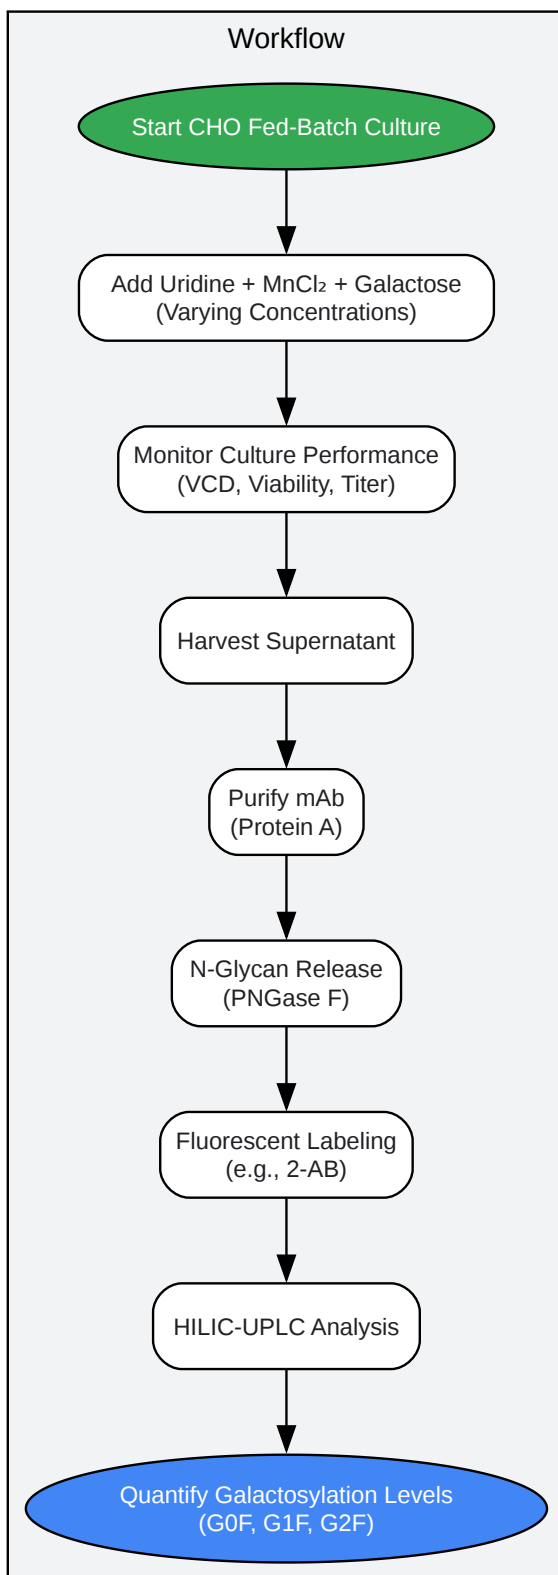 Workflow
Start CHO Fed-Batch Culture
Add Uridine + MnCl₂ + Galactose
(Varying Concentrations)
Monitor Culture Performance
(VCD, Viability, Titer)
Harvest Supernatant
Purify mAb
(Protein A)
N-Glycan Release
(PNGase F)
Fluorescent Labeling
(e.g., 2-AB)
HILIC-UPLC Analysis
Quantify Galactosylation Levels
(G0F, G1F, G2F)